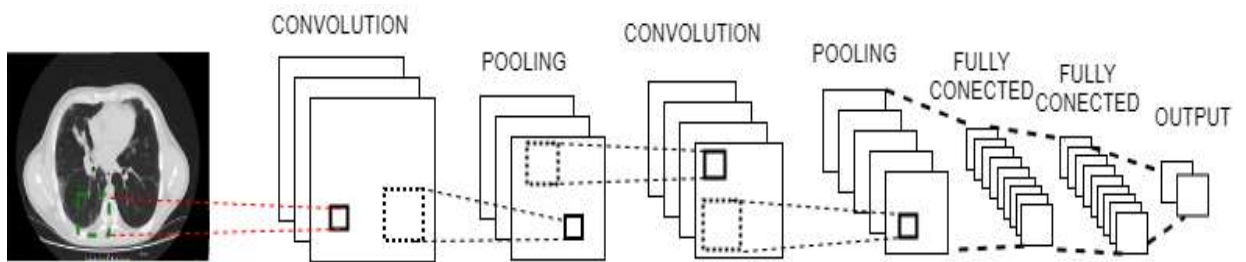 CONVOLUTION
POOLING
CONVOLUTION
POOLING
FULLY
CONECTED
FULLY
CONECTED
OUTPUT